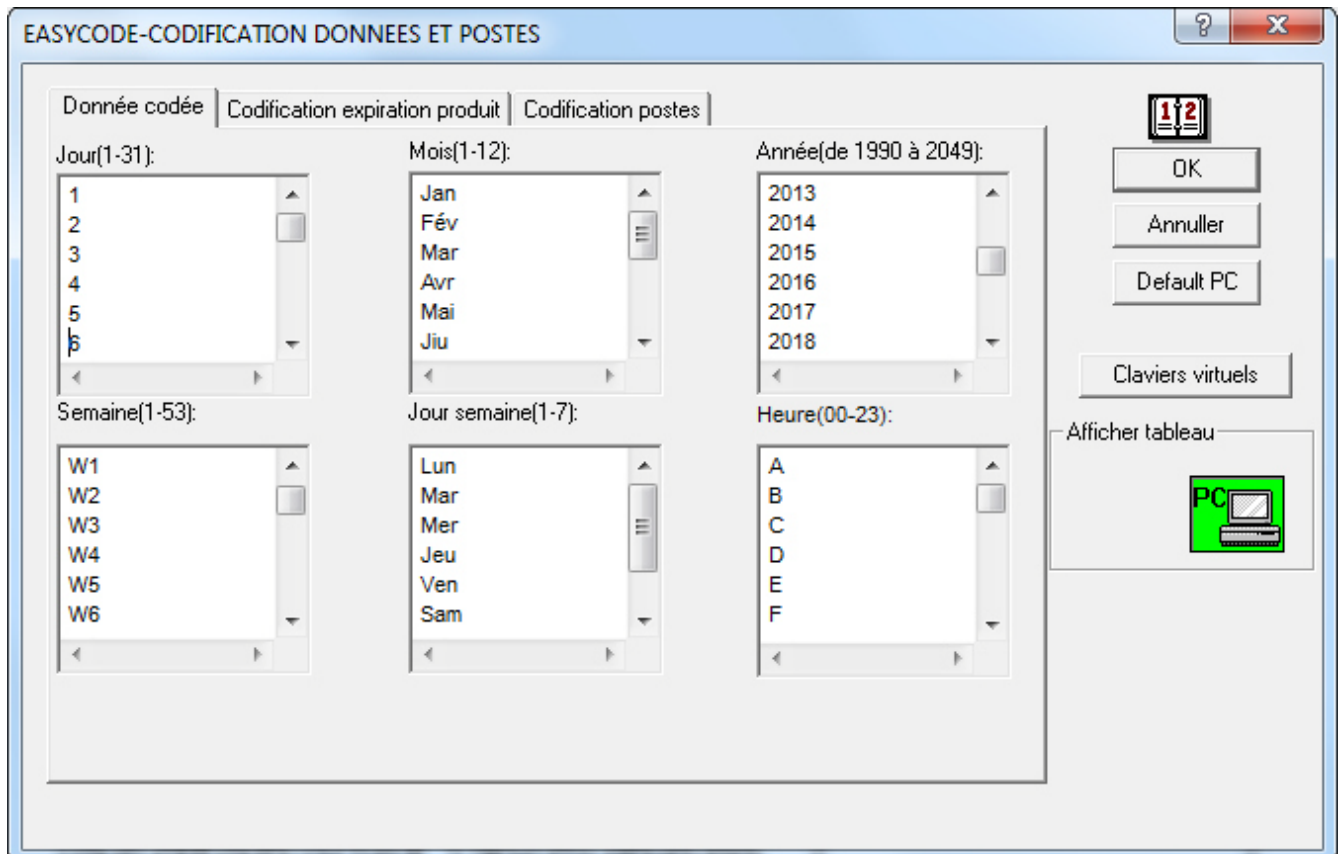 EASYCODE-CODIFICATION DONNEES ET POSTES
Donnée codée
Codification expiration produit
Codification postes
Jour(1-31):
1
2
3
4
5
6
Mois(1-12):
Jan
Fév
Mar
Avr
Mai
Jiu
Année(de 1990 à 2049):
2013
2014
2015
2016
2017
2018
Semaine(1-53):
W1
W2
W3
W4
W5
W6
Jour semaine(1-7):
Lun
Mar
Mer
Jeu
Ven
Sam
Heure(00-23):
A
B
C
D
E
F
12
OK
Annuller
Default PC
Claviers virtuels
Afficher tableau
PC